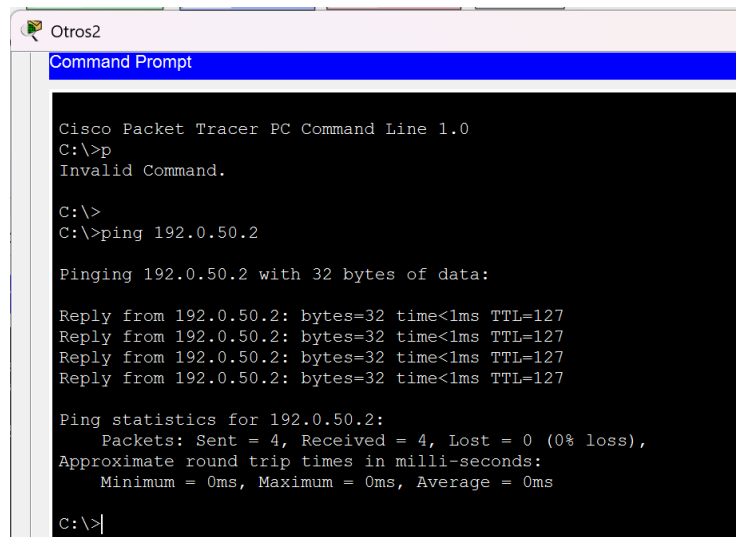 Otros2
Command Prompt
Cisco Packet Tracer PC Command Line 1.0
C:\>p
Invalid Command.
C:\>
C:\>ping 192.0.50.2
Pinging 192.0.50.2 with 32 bytes of data:
Reply from 192.0.50.2: bytes=32 time<1ms TTL=127
Reply from 192.0.50.2: bytes=32 time<1ms TTL=127
Reply from 192.0.50.2: bytes=32 time<1ms TTL=127
Reply from 192.0.50.2: bytes=32 time<1ms TTL=127
Ping statistics for 192.0.50.2:
Packets: Sent = 4, Received = 4, Lost = 0 (0% loss),
Approximate round trip times in milli-seconds:
Minimum = 0ms, Maximum = 0ms, Average = 0ms
C:\>